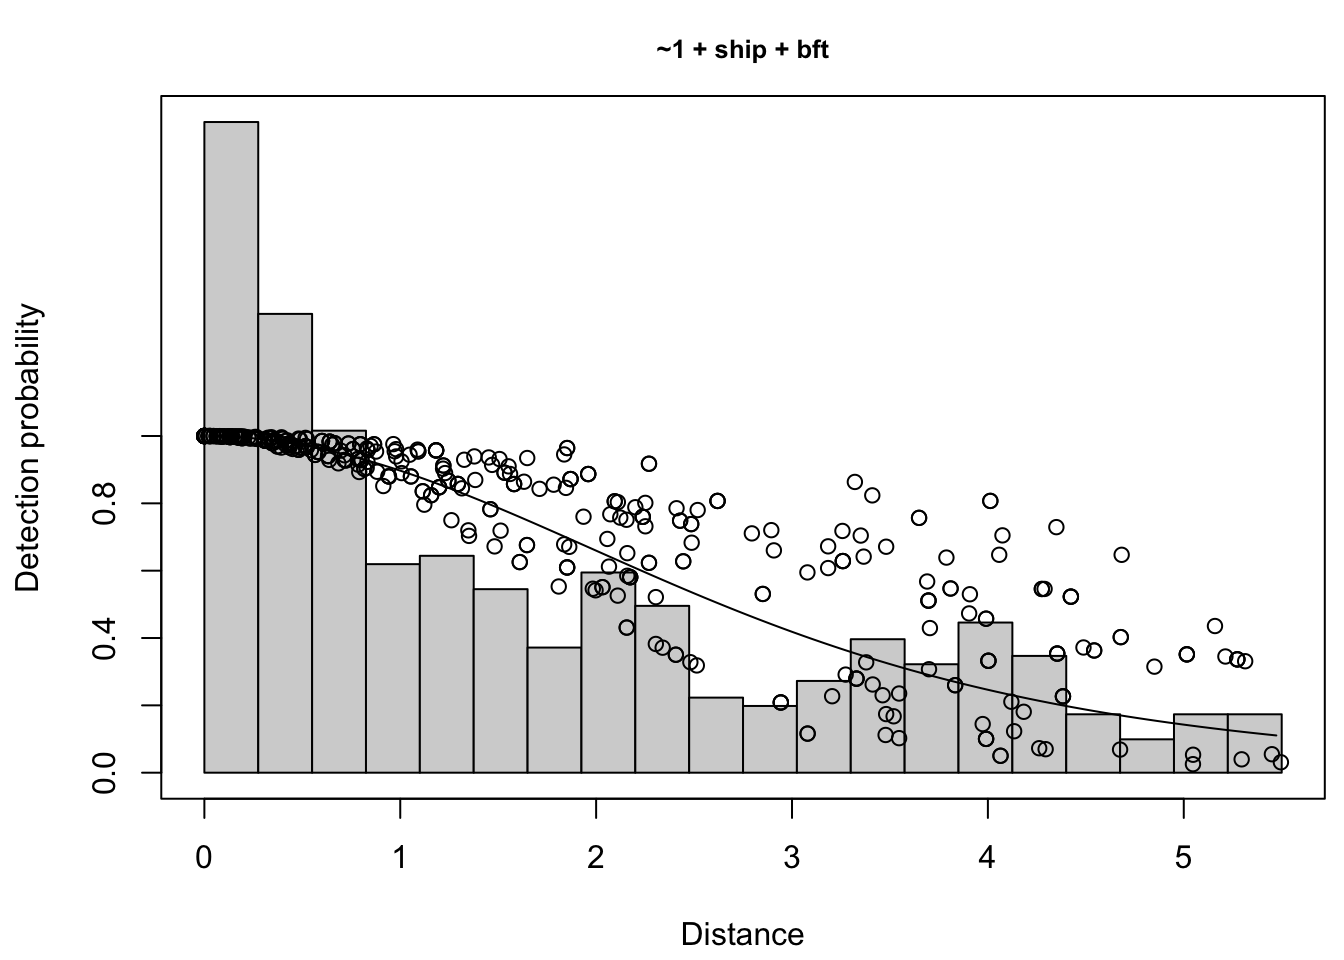 ~1 + ship + bft
Detection probability
0.8
0.4
0.0
0 1 2 3 4 5
Distance